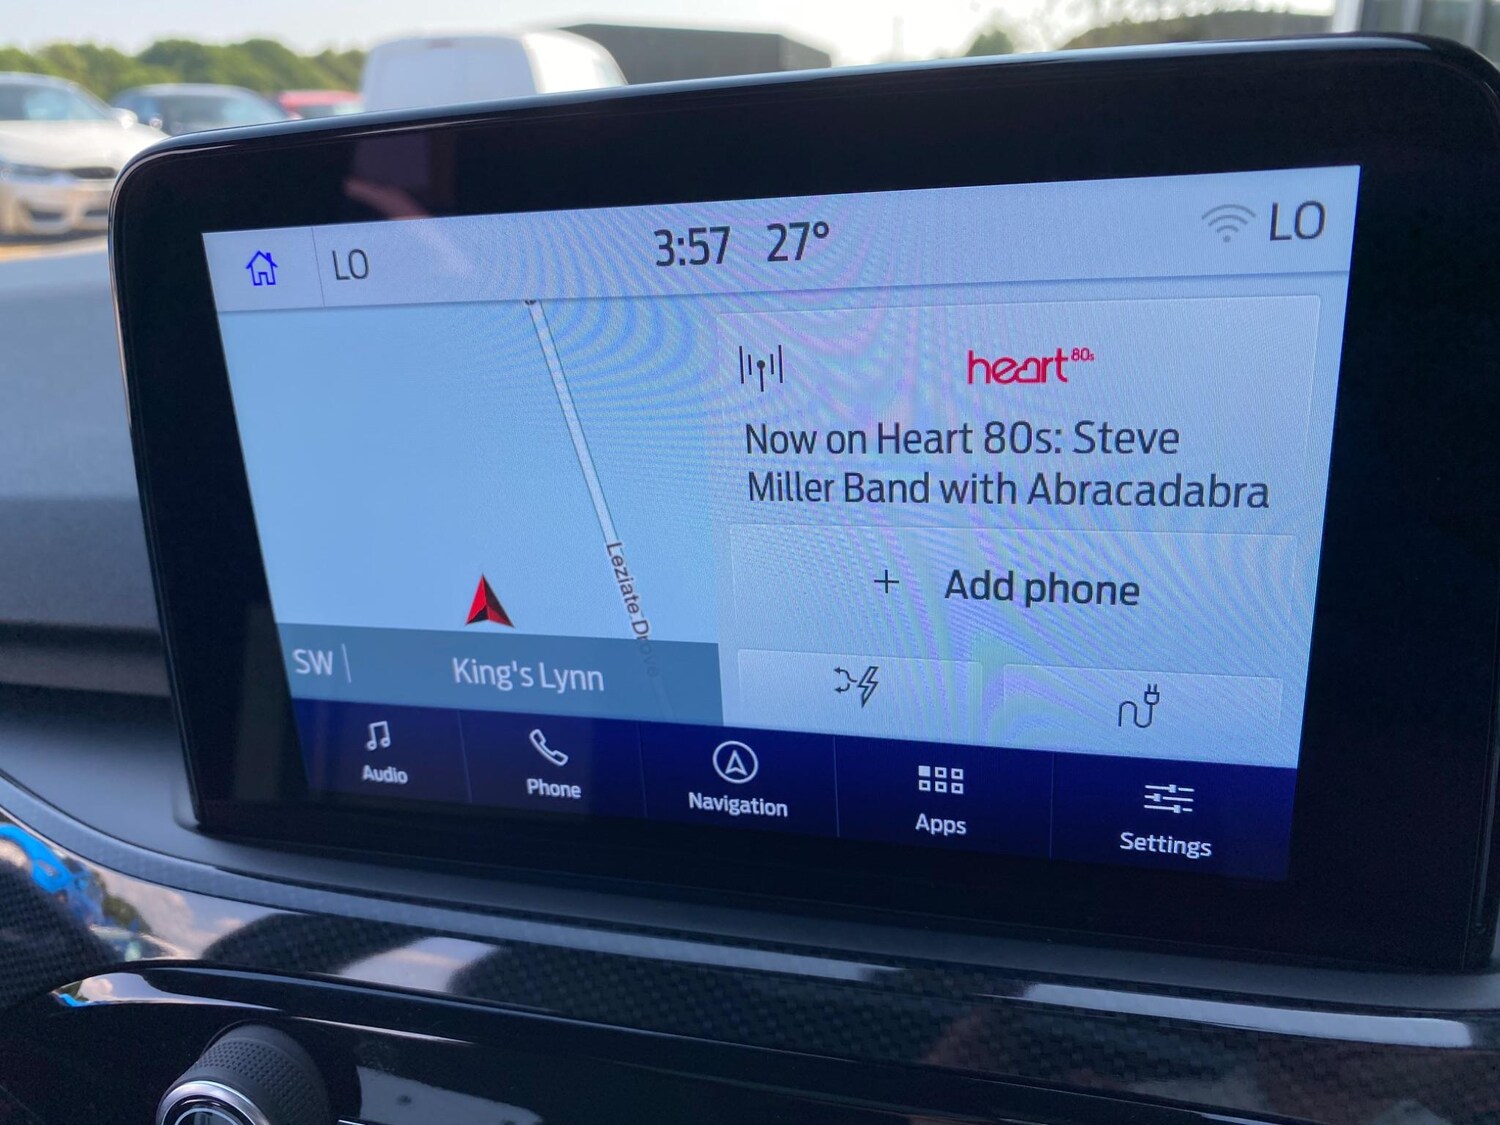 LO
3:57 27°
LO
heart 80s
Now on Heart 80s: Steve
Miller Band with Abracadabra
Add phone
Leziate Drove
SW
King's Lynn
Audio
Phone
Navigation
Apps
Settings